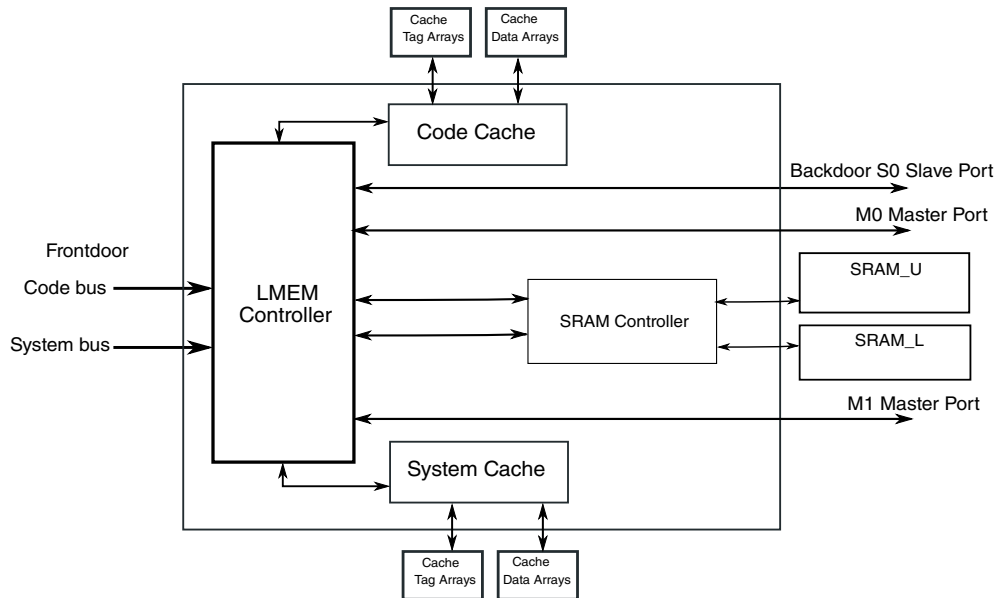 Cache
Tag Arrays
Cache
Data Arrays
Code Cache
Backdoor S0 Slave Port
M0 Master Port
Frontdoor
Code bus
System bus
LMEM
Controller
SRAM Controller
SRAM_U
SRAM_L
M1 Master Port
System Cache
Cache
Tag Arrays
Cache
Data Arrays